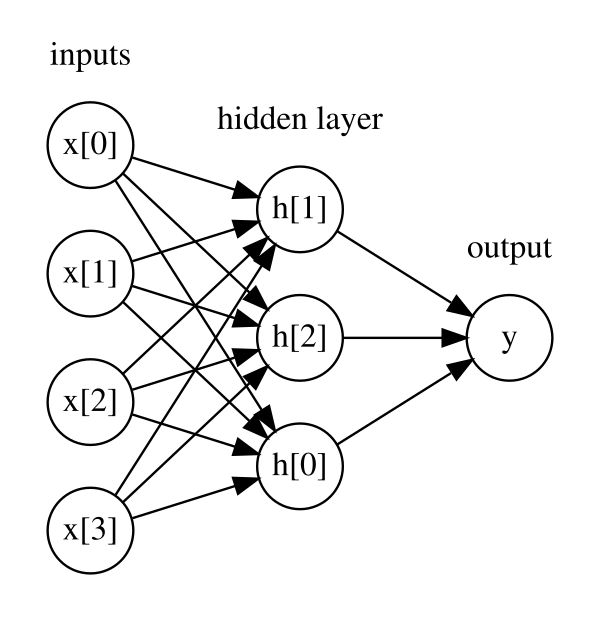 inputs
x[0]
x[1]
x[2]
x[3]
hidden layer
h[1]
h[2]
h[0]
output
y